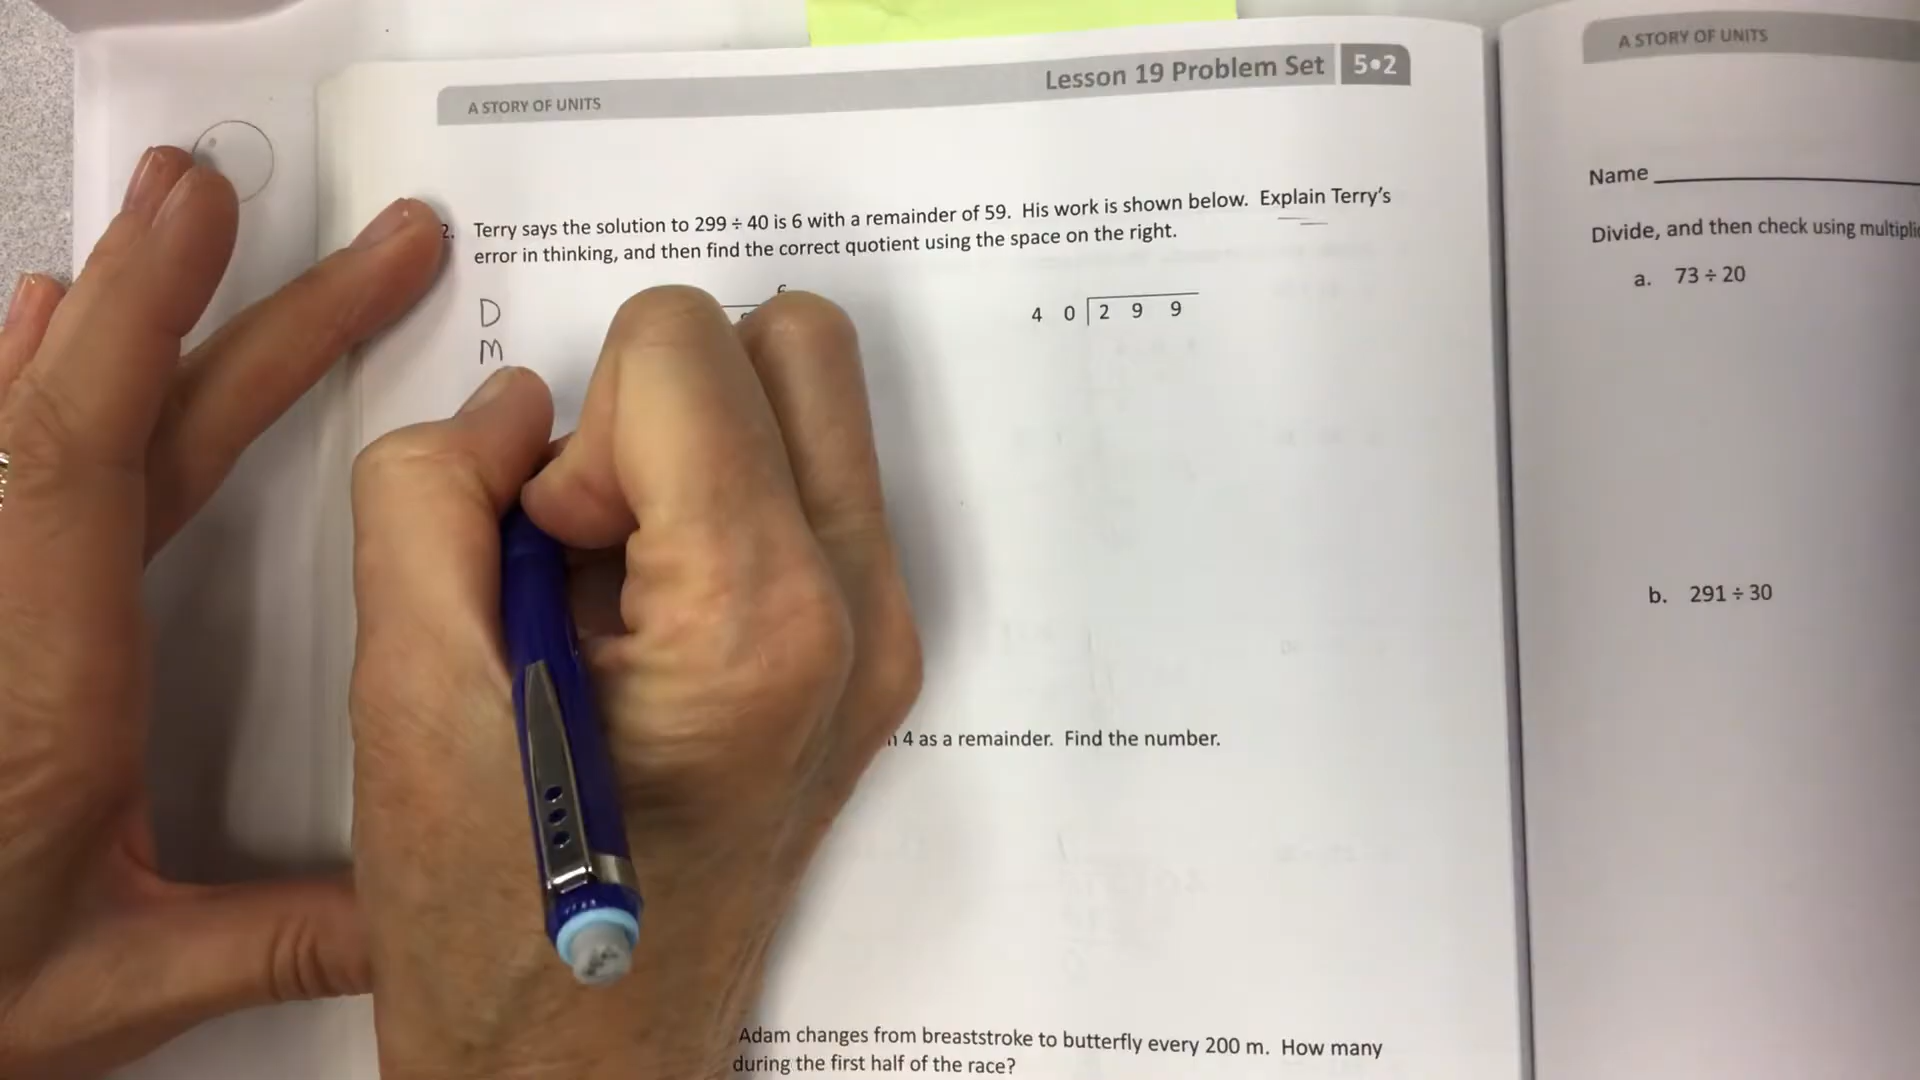 A STORY OF UNITS
Lesson 19 Problem Set 5•2
2. Terry says the solution to 299 ÷ 40 is 6 with a remainder of 59. His work is shown below. Explain Terry's
error in thinking, and then find the correct quotient using the space on the right.
D
M
4 0 2 9 9
4 as a remainder. Find the number.
Adam changes from breaststroke to butterfly every 200 m. How many
during the first half of the race?
A STORY OF UNITS
Name
Divide, and then check using
a. 73 ÷ 20
b. 291 ÷ 30